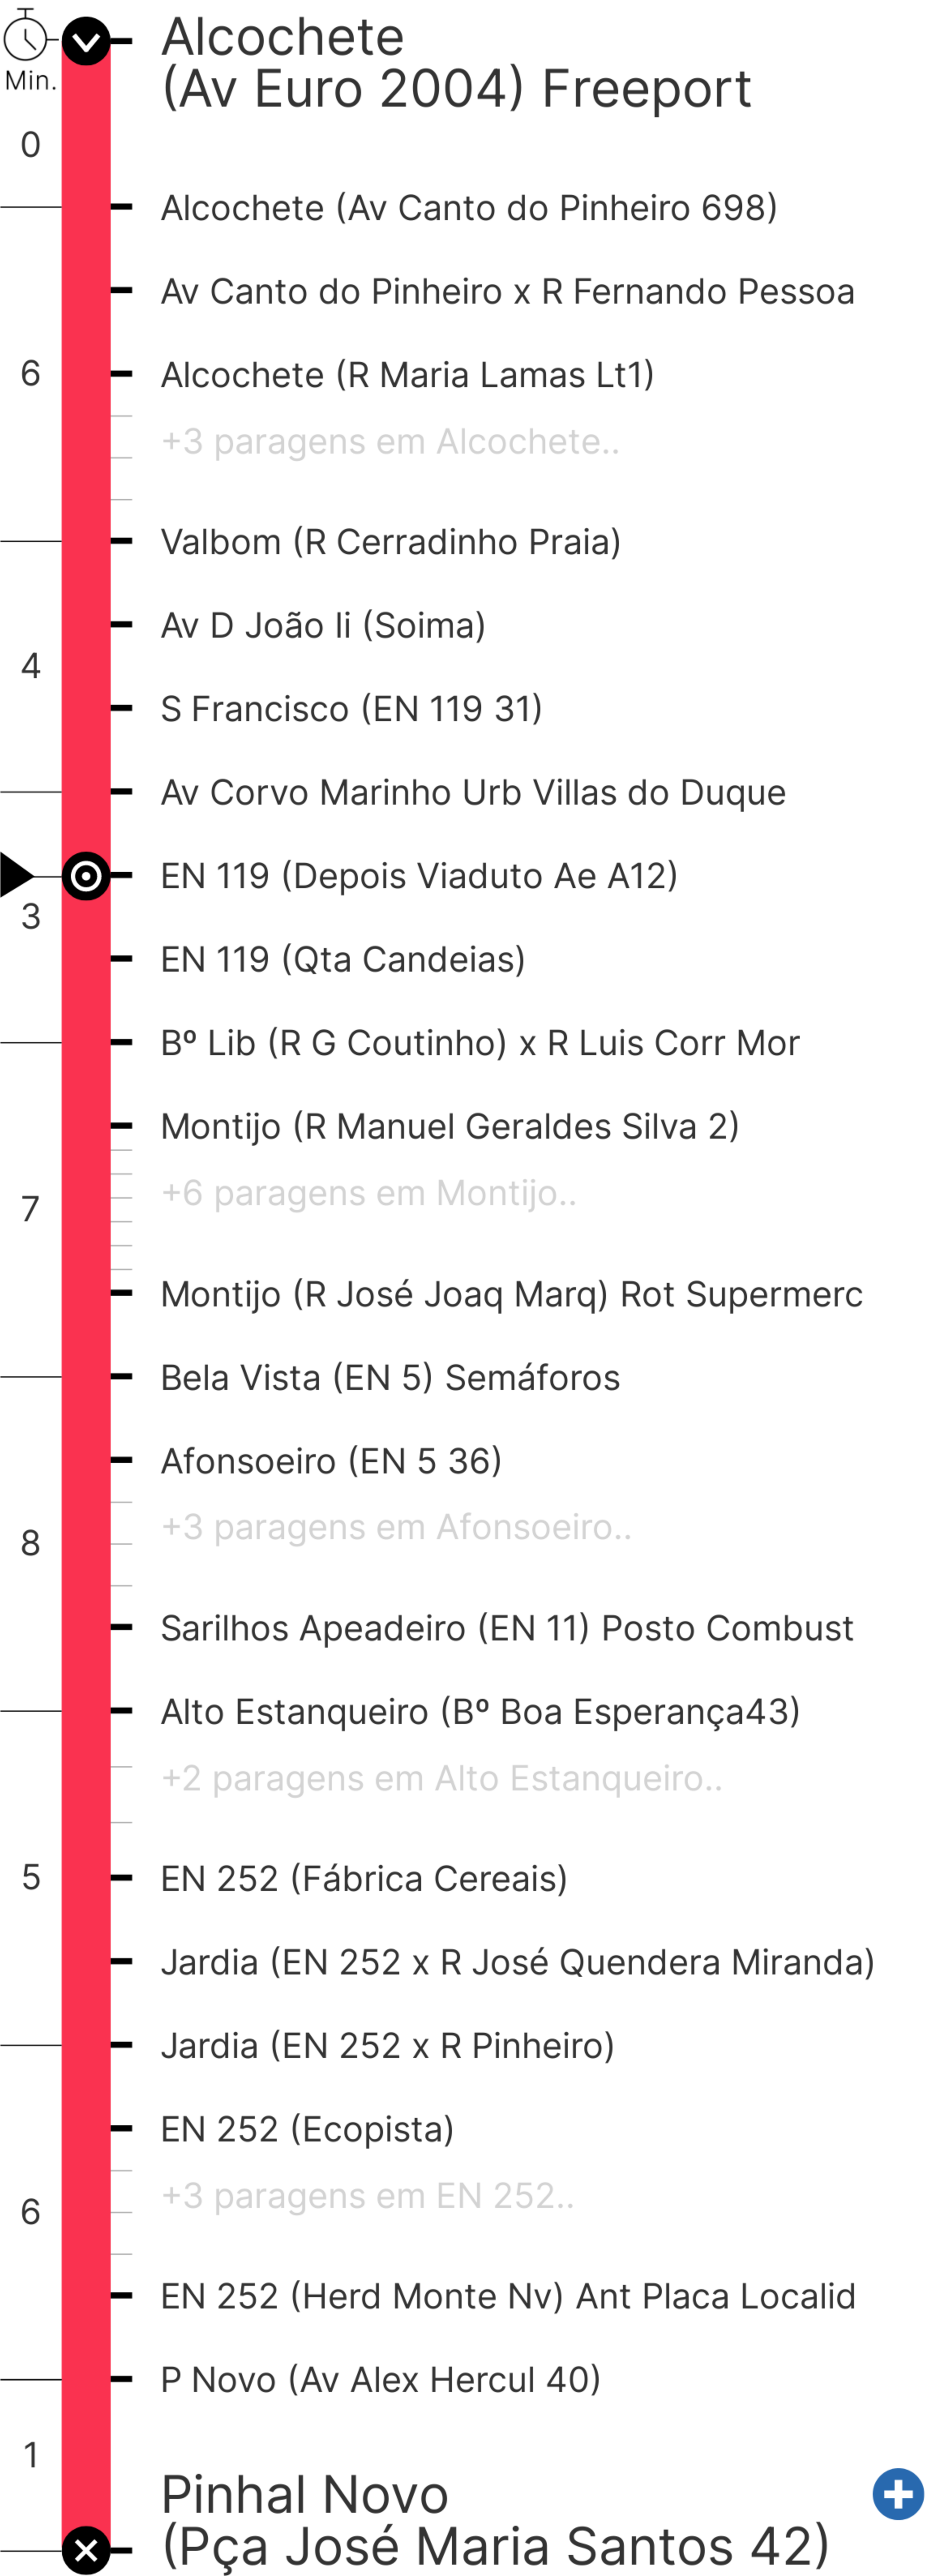 Alcochete
(Av Euro 2004) Freeport
Min.
0
Alcochete (Av Canto do Pinheiro 698)
Av Canto do Pinheiro x R Fernando Pessoa
6
Alcochete (R Maria Lamas Lt1)
+3 paragens em Alcochete..
Valbom (R Cerradinho Praia)
Av D João Ii (Soima)
4
S Francisco (EN 119 31)
Av Corvo Marinho Urb Villas do Duque
EN 119 (Depois Viaduto Ae A12)
3
EN 119 (Qta Candeias)
Bº Lib (R G Coutinho) x R Luis Corr Mor
Montijo (R Manuel Geraldes Silva 2)
+6 paragens em Montijo..
7
Montijo (R José Joaq Marq) Rot Supermerc
Bela Vista (EN 5) Semáforos
Afonsoeiro (EN 5 36)
+3 paragens em Afonsoeiro..
8
Sarilhos Apeadeiro (EN 11) Posto Combust
Alto Estanqueiro (Bº Boa Esperança43)
+2 paragens em Alto Estanqueiro..
5
EN 252 (Fábrica Cereais)
Jardia (EN 252 x R José Quendera Miranda)
Jardia (EN 252 x R Pinheiro)
EN 252 (Ecopista)
+3 paragens em EN 252..
6
EN 252 (Herd Monte Nv) Ant Placa Localid
P Novo (Av Alex Hercul 40)
1
Pinhal Novo
(Pça José Maria Santos 42)